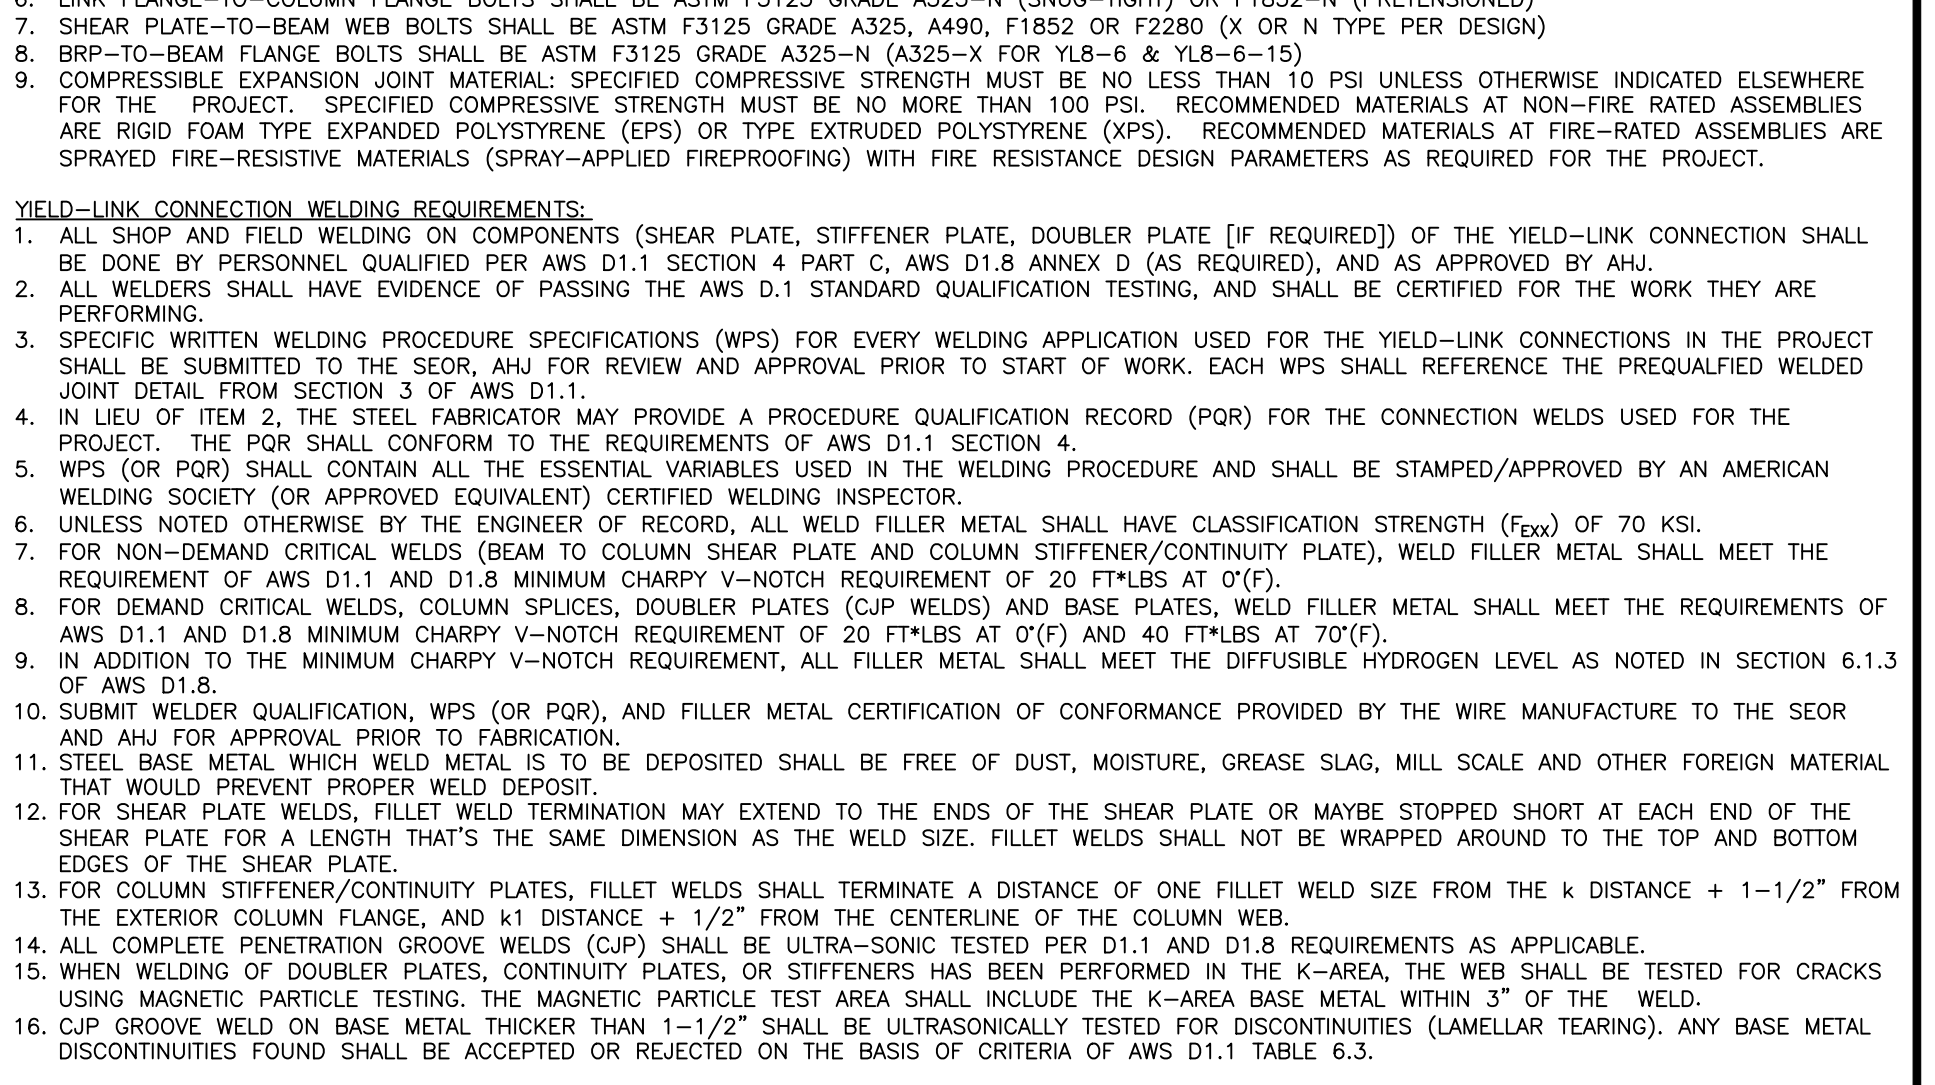 6. LINK FLANGE-TO-COLUMN FLANGE BOLTS SHALL BE ASTM F3125 GRADE A325-N (SNUG-TIGHT) OR F1852-N (PRETENSIONED)
7. SHEAR PLATE-TO-BEAM WEB BOLTS SHALL BE ASTM F3125 GRADE A325, A490, F1852 OR F2280 (X OR N TYPE PER DESIGN)
8. BRP-TO-BEAM FLANGE BOLTS SHALL BE ASTM F3125 GRADE A325-N (A325-X FOR YL8-6 & YL8-6-15)
9. COMPRESSIBLE EXPANSION JOINT MATERIAL: SPECIFIED COMPRESSIVE STRENGTH MUST BE NO LESS THAN 10 PSI UNLESS OTHERWISE INDICATED ELSEWHERE
FOR THE PROJECT. SPECIFIED COMPRESSIVE STRENGTH MUST BE NO MORE THAN 100 PSI. RECOMMENDED MATERIALS AT NON-FIRE RATED ASSEMBLIES
ARE RIGID FOAM TYPE EXPANDED POLYSTYRENE (EPS) OR TYPE EXTRUDED POLYSTYRENE (XPS). RECOMMENDED MATERIALS AT FIRE-RATED ASSEMBLIES ARE
SPRAYED FIRE-RESISTIVE MATERIALS (SPRAY-APPLIED FIREPROOFING) WITH FIRE RESISTANCE DESIGN PARAMETERS AS REQUIRED FOR THE PROJECT.
YIELD-LINK CONNECTION WELDING REQUIREMENTS:
1. ALL SHOP AND FIELD WELDING ON COMPONENTS (SHEAR PLATE, STIFFENER PLATE, DOUBLER PLATE [IF REQUIRED]) OF THE YIELD-LINK CONNECTION SHALL
BE DONE BY PERSONNEL QUALIFIED PER AWS D1.1 SECTION 4 PART C, AWS D1.8 ANNEX D (AS REQUIRED), AND AS APPROVED BY AHJ.
2. ALL WELDERS SHALL HAVE EVIDENCE OF PASSING THE AWS D.1 STANDARD QUALIFICATION TESTING, AND SHALL BE CERTIFIED FOR THE WORK THEY ARE
PERFORMING.
3. SPECIFIC WRITTEN WELDING PROCEDURE SPECIFICATIONS (WPS) FOR EVERY WELDING APPLICATION USED FOR THE YIELD-LINK CONNECTIONS IN THE PROJECT
SHALL BE SUBMITTED TO THE SEOR, AHJ FOR REVIEW AND APPROVAL PRIOR TO START OF WORK. EACH WPS SHALL REFERENCE THE PREQUALFIED WELDED
JOINT DETAIL FROM SECTION 3 OF AWS D1.1.
4. IN LIEU OF ITEM 2, THE STEEL FABRICATOR MAY PROVIDE A PROCEDURE QUALIFICATION RECORD (PQR) FOR THE CONNECTION WELDS USED FOR THE
PROJECT. THE PQR SHALL CONFORM TO THE REQUIREMENTS OF AWS D1.1 SECTION 4.
5. WPS (OR PQR) SHALL CONTAIN ALL THE ESSENTIAL VARIABLES USED IN THE WELDING PROCEDURE AND SHALL BE STAMPED/APPROVED BY AN AMERICAN
WELDING SOCIETY (OR APPROVED EQUIVALENT) CERTIFIED WELDING INSPECTOR.
6. UNLESS NOTED OTHERWISE BY THE ENGINEER OF RECORD, ALL WELD FILLER METAL SHALL HAVE CLASSIFICATION STRENGTH (FEXX) OF 70 KSI.
7. FOR NON-DEMAND CRITICAL WELDS (BEAM TO COLUMN SHEAR PLATE AND COLUMN STIFFENER/CONTINUITY PLATE), WELD FILLER METAL SHALL MEET THE
REQUIREMENT OF AWS D1.1 AND D1.8 MINIMUM CHARPY V-NOTCH REQUIREMENT OF 20 FT*LBS AT 0°(F).
8. FOR DEMAND CRITICAL WELDS, COLUMN SPLICES, DOUBLER PLATES (CJP WELDS) AND BASE PLATES, WELD FILLER METAL SHALL MEET THE REQUIREMENTS OF
AWS D1.1 AND D1.8 MINIMUM CHARPY V-NOTCH REQUIREMENT OF 20 FT*LBS AT 0°(F) AND 40 FT*LBS AT 70°(F).
9. IN ADDITION TO THE MINIMUM CHARPY V-NOTCH REQUIREMENT, ALL FILLER METAL SHALL MEET THE DIFFUSIBLE HYDROGEN LEVEL AS NOTED IN SECTION 6.1.3
OF AWS D1.8.
10. SUBMIT WELDER QUALIFICATION, WPS (OR PQR), AND FILLER METAL CERTIFICATION OF CONFORMANCE PROVIDED BY THE WIRE MANUFACTURE TO THE SEOR
AND AHJ FOR APPROVAL PRIOR TO FABRICATION.
11. STEEL BASE METAL WHICH WELD METAL IS TO BE DEPOSITED SHALL BE FREE OF DUST, MOISTURE, GREASE SLAG, MILL SCALE AND OTHER FOREIGN MATERIAL
THAT WOULD PREVENT PROPER WELD DEPOSIT.
12. FOR SHEAR PLATE WELDS, FILLET WELD TERMINATION MAY EXTEND TO THE ENDS OF THE SHEAR PLATE OR MAYBE STOPPED SHORT AT EACH END OF THE
SHEAR PLATE FOR A LENGTH THAT'S THE SAME DIMENSION AS THE WELD SIZE. FILLET WELDS SHALL NOT BE WRAPPED AROUND TO THE TOP AND BOTTOM
EDGES OF THE SHEAR PLATE.
13. FOR COLUMN STIFFENER/CONTINUITY PLATES, FILLET WELDS SHALL TERMINATE A DISTANCE OF ONE FILLET WELD SIZE FROM THE k DISTANCE + 1-1/2" FROM
THE EXTERIOR COLUMN FLANGE, AND k1 DISTANCE + 1/2" FROM THE CENTERLINE OF THE COLUMN WEB.
14. ALL COMPLETE PENETRATION GROOVE WELDS (CJP) SHALL BE ULTRA-SONIC TESTED PER D1.1 AND D1.8 REQUIREMENTS AS APPLICABLE.
15. WHEN WELDING OF DOUBLER PLATES, CONTINUITY PLATES, OR STIFFENERS HAS BEEN PERFORMED IN THE K-AREA, THE WEB SHALL BE TESTED FOR CRACKS
USING MAGNETIC PARTICLE TESTING. THE MAGNETIC PARTICLE TEST AREA SHALL INCLUDE THE K-AREA BASE METAL WITHIN 3" OF THE WELD.
16. CJP GROOVE WELD ON BASE METAL THICKER THAN 1-1/2" SHALL BE ULTRASONICALLY TESTED FOR DISCONTINUITIES (LAMELLAR TEARING). ANY BASE METAL
DISCONTINUITIES FOUND SHALL BE ACCEPTED OR REJECTED ON THE BASIS OF CRITERIA OF AWS D1.1 TABLE 6.3.